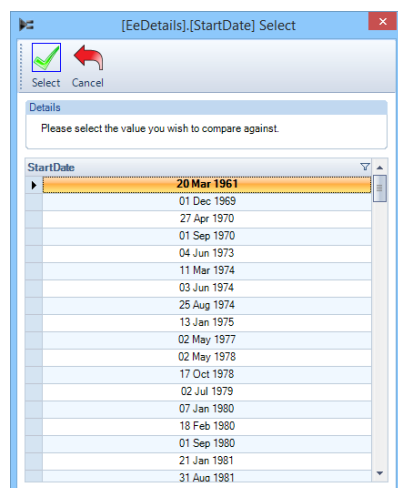 [EeDetails].[StartDate] Select
Select Cancel
Details
Please select the value you wish to compare against.
StartDate
20 Mar 1961
01 Dec 1969
27 Apr 1970
01 Sep 1970
04 Jun 1973
11 Mar 1974
03 Jun 1974
25 Aug 1974
13 Jan 1975
02 May 1977
02 May 1978
17 Oct 1978
02 Jul 1979
07 Jan 1980
18 Feb 1980
01 Sep 1980
21 Jan 1981
31 Aug 1981